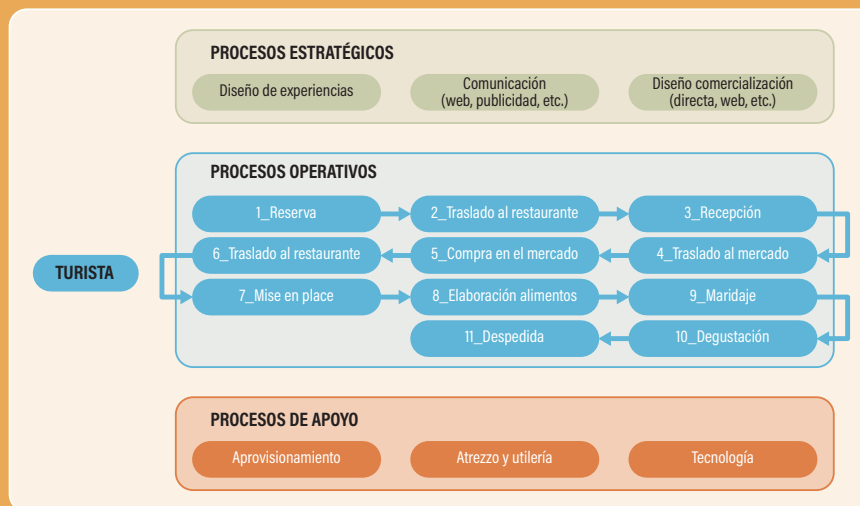 PROCESOS ESTRATÉGICOS
Diseño de experiencias
Comunicación
(web, publicidad, etc.)
Diseño comercialización
(directa, web, etc.)
PROCESOS OPERATIVOS
1_Reserva
2_Traslado al restaurante
3_Recepción
6_Traslado al restaurante
5_Compra en el mercado
4_Traslado al mercado
TURISTA
7_Mise en place
8_Elaboración alimentos
9_Maridaje
11_Despedida
10_Degustación
PROCESOS DE APOYO
Aprovisionamiento
Atrezzo y utilería
Tecnología